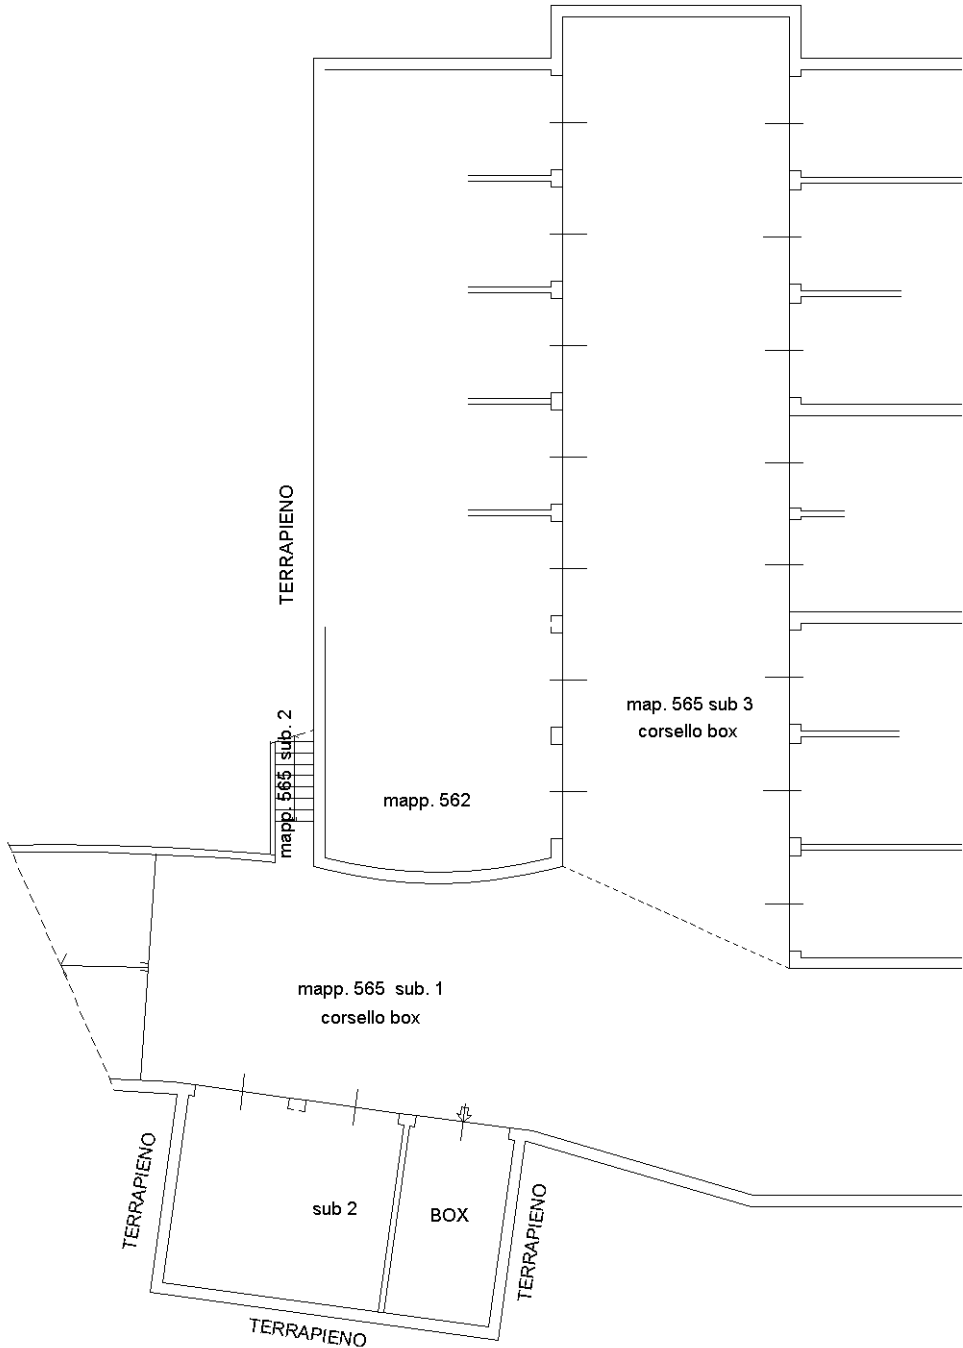 TERRAPIENO
map. 565 sub 3
corsello box
mapp. 565 sub. 2
mapp. 562
mapp. 565 sub. 1
corsello box
TERRAPIENO
sub 2
BOX
TERRAPIENO
TERRAPIENO